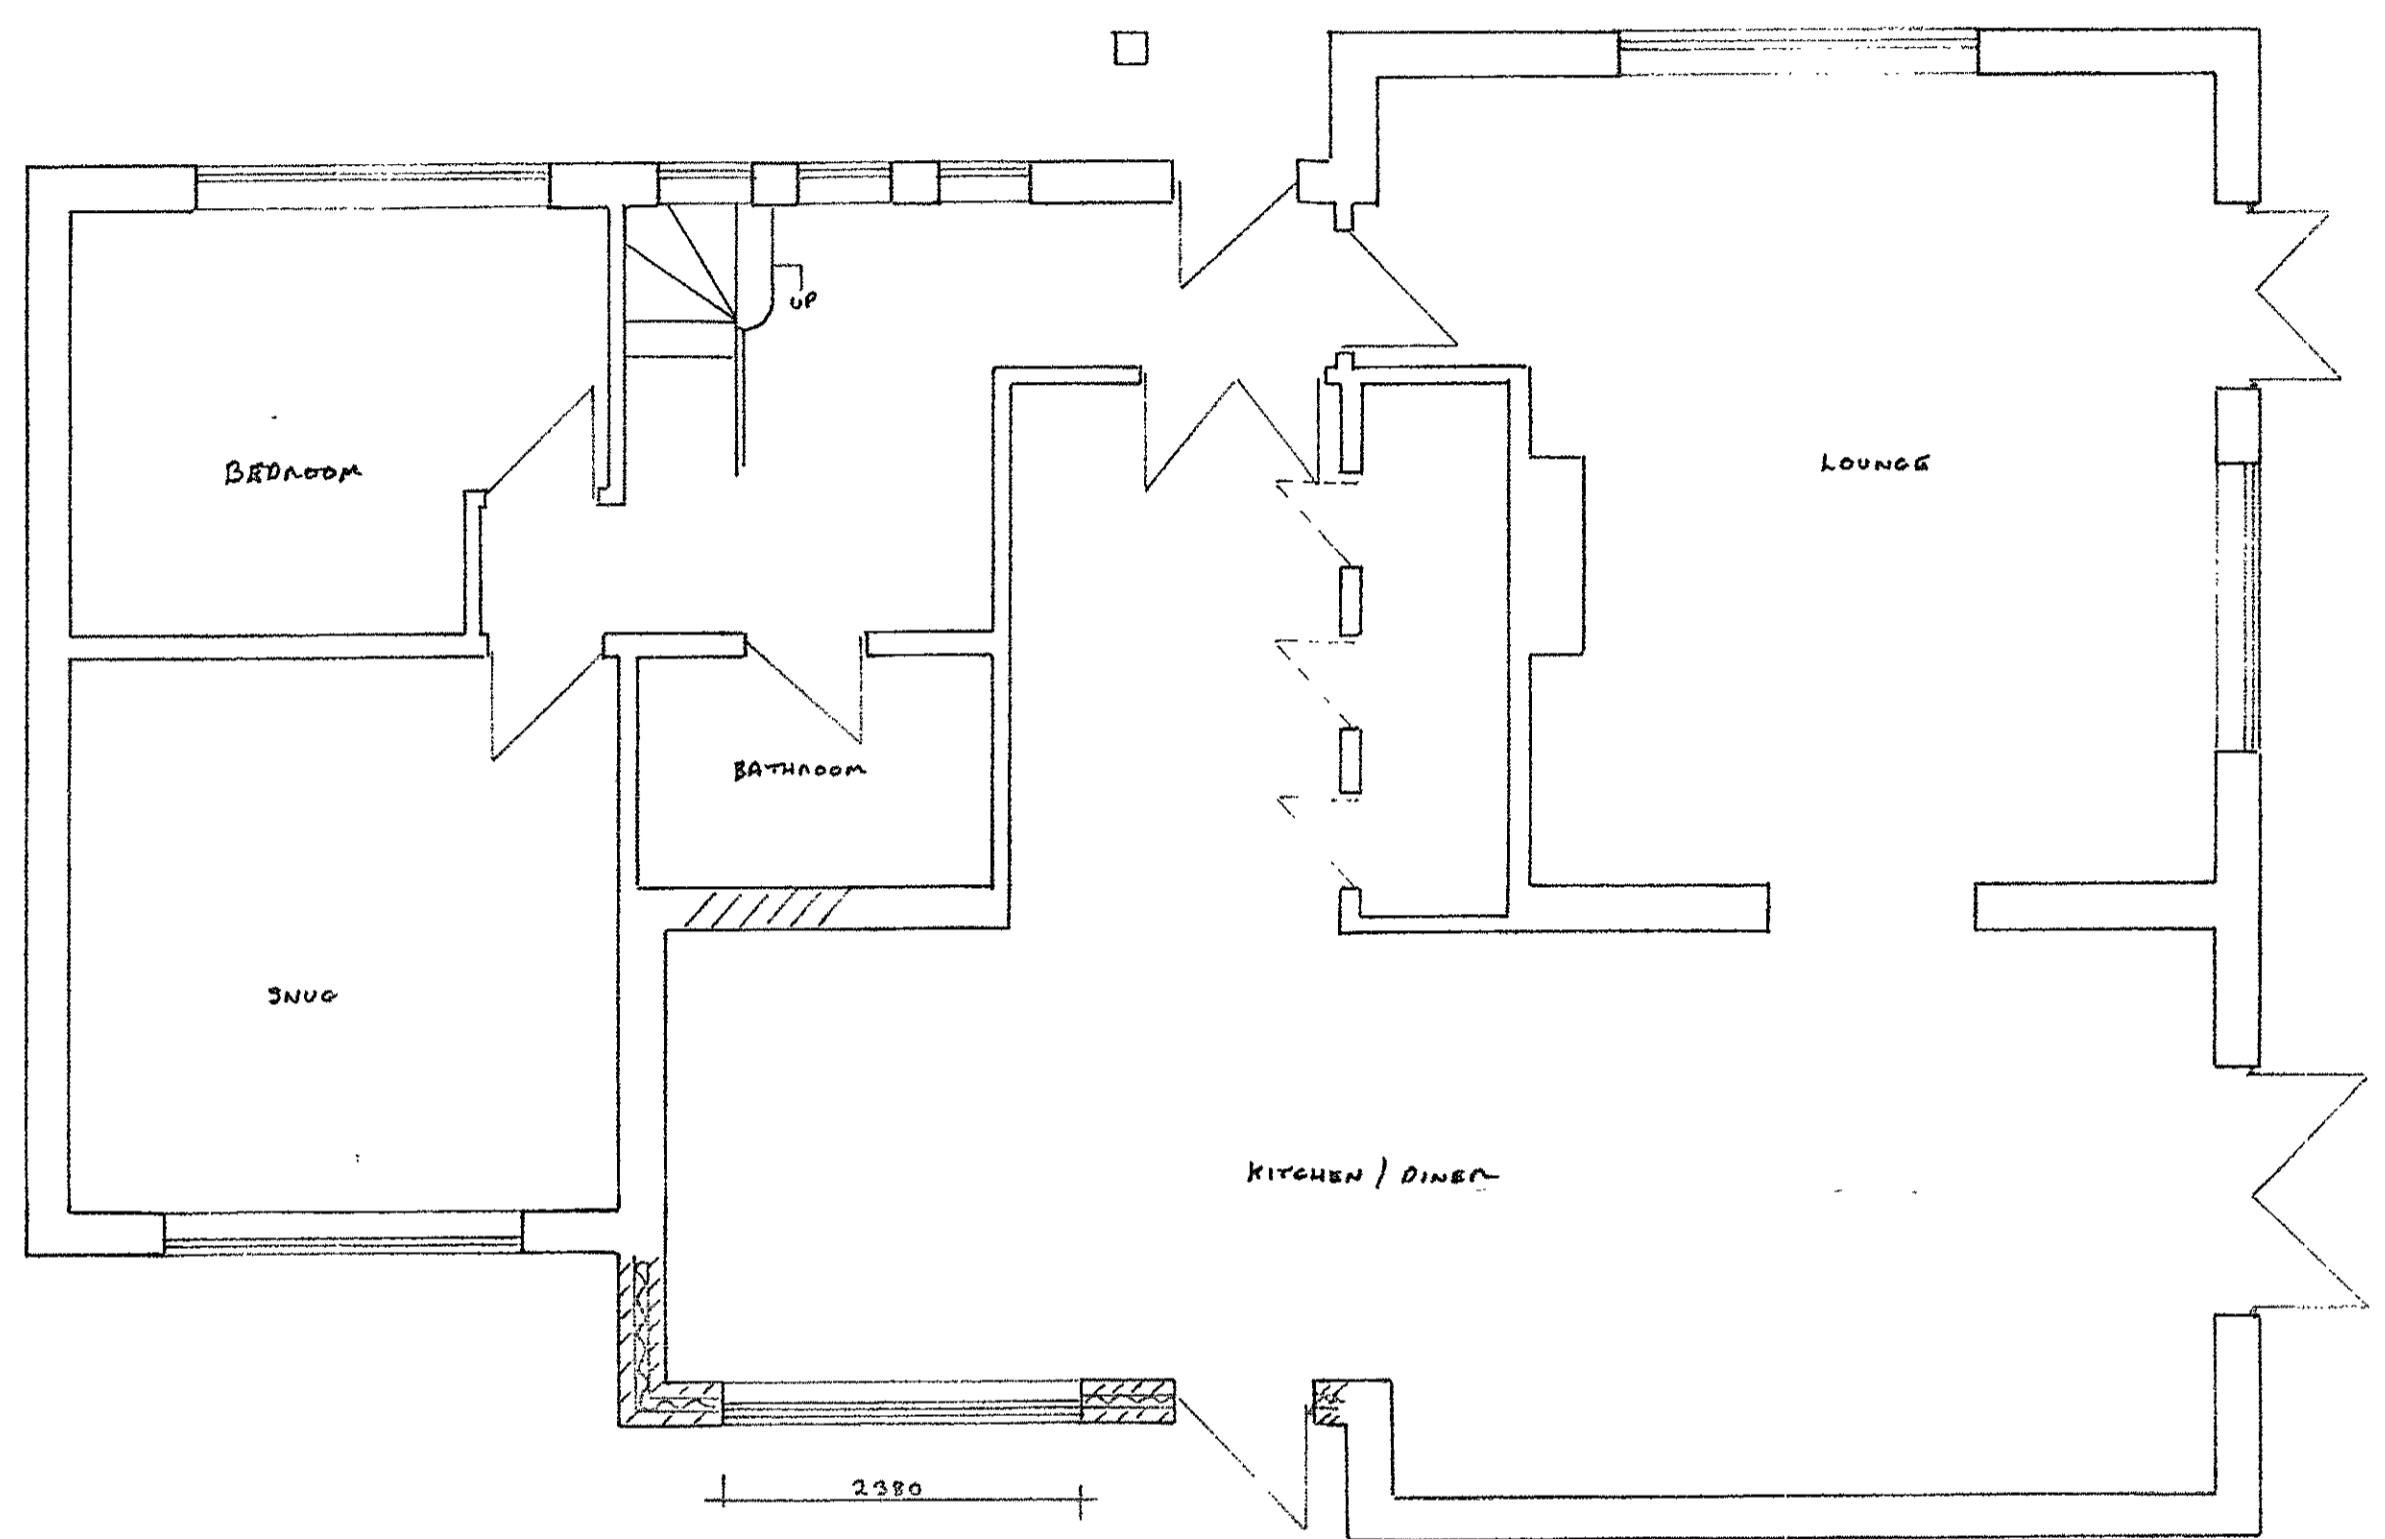 UP
BEDROOM
LOUNGE
BATHROOM
SNUG
KITCHEN / DINER
2380